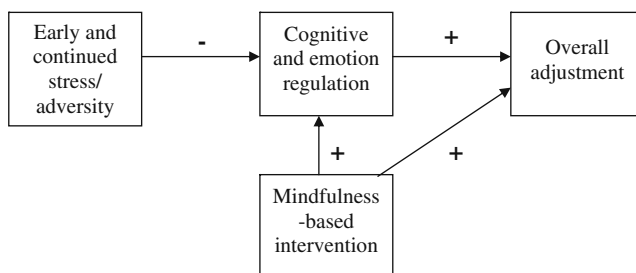 Early and
continued
stress/
adversity
-
Cognitive
and emotion
regulation
+
Overall
adjustment
+
+
Mindfulness
-based
intervention